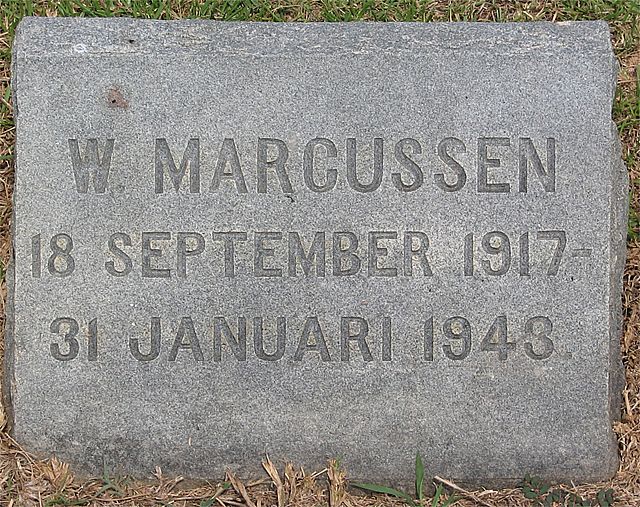 W. MARCUSSEN
18 SEPTEMBER 1917-
31 JANUARI 1943.